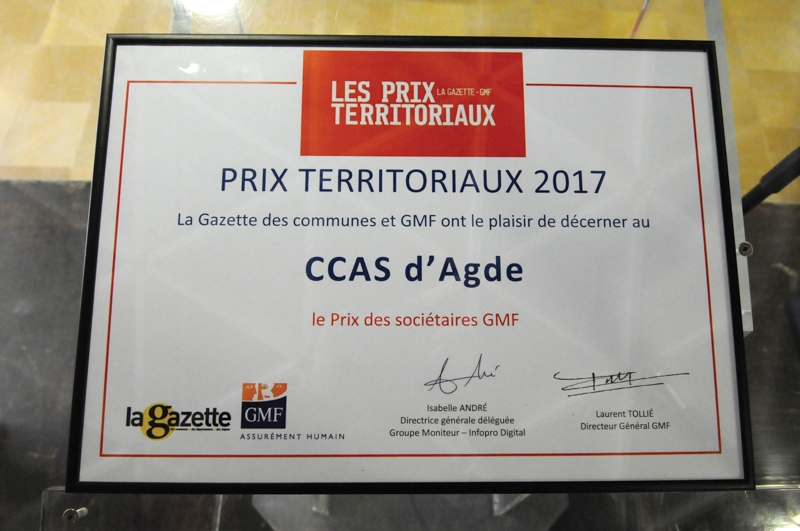 LES PRIX LA GAZETTE-GMF
TERRITORIAUX
PRIX TERRITORIAUX 2017
La Gazette des communes et GMF ont le plaisir de décerner au
CCAS d'Agde
le Prix des sociétaires GMF
la gazette
GMF
ASSURÉMENT HUMAIN
Isabelle ANDRÉ
Directrice générale déléguée
Groupe Moniteur – Infopro Digital
Laurent TOLLIÉ
Directeur Général GMF